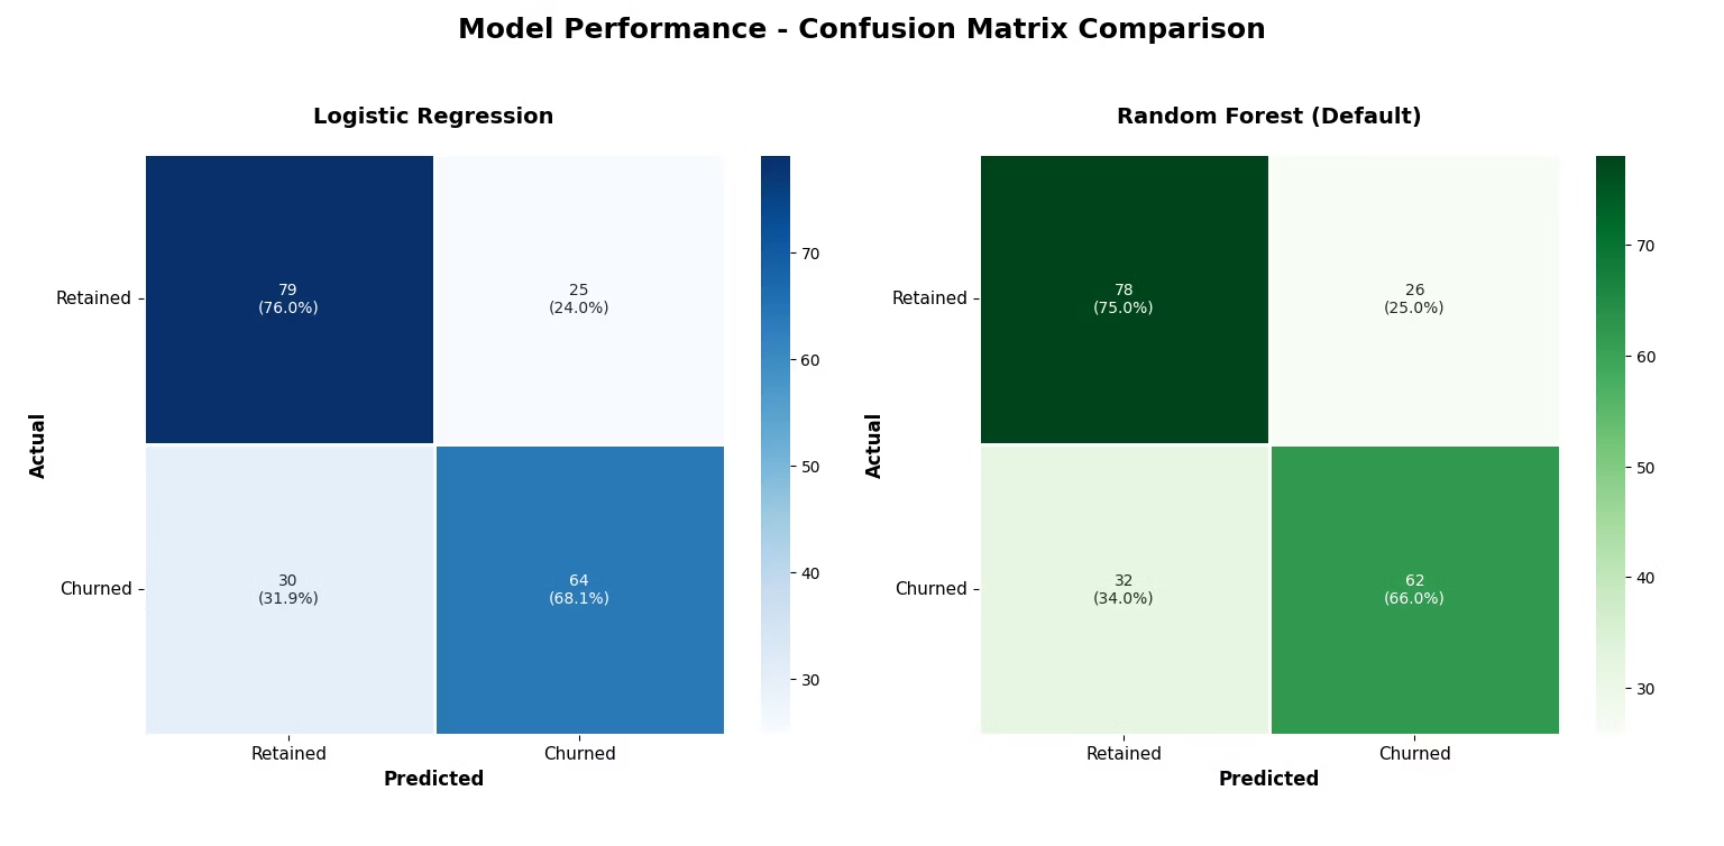 Model Performance - Confusion Matrix Comparison
Logistic Regression
Retained
Churned
Actual
79
(76.0%)
25
(24.0%)
30
(31.9%)
64
(68.1%)
Retained
Churned
Predicted
70
60
50
40
30
Random Forest (Default)
Retained
Churned
Actual
78
(75.0%)
26
(25.0%)
32
(34.0%)
62
(66.0%)
Retained
Churned
Predicted
70
60
50
40
30